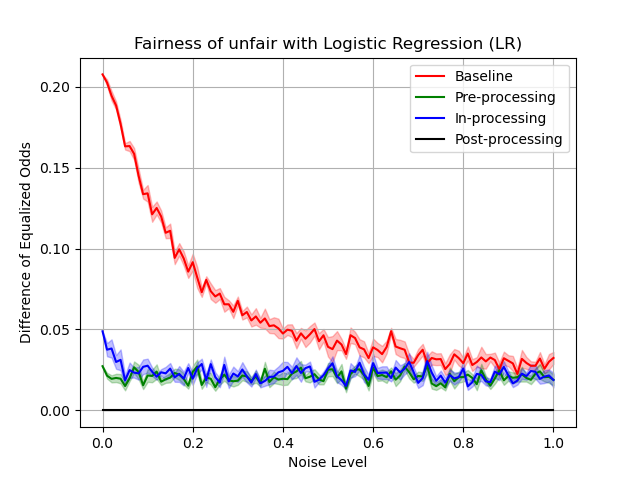 Fairness of unfair with Logistic Regression (LR)
Baseline
Pre-processing
In-processing
Post-processing
Difference of Equalized Odds
0.20
0.15
0.10
0.05
0.00
0.0 0.2 0.4 0.6 0.8 1.0
Noise Level